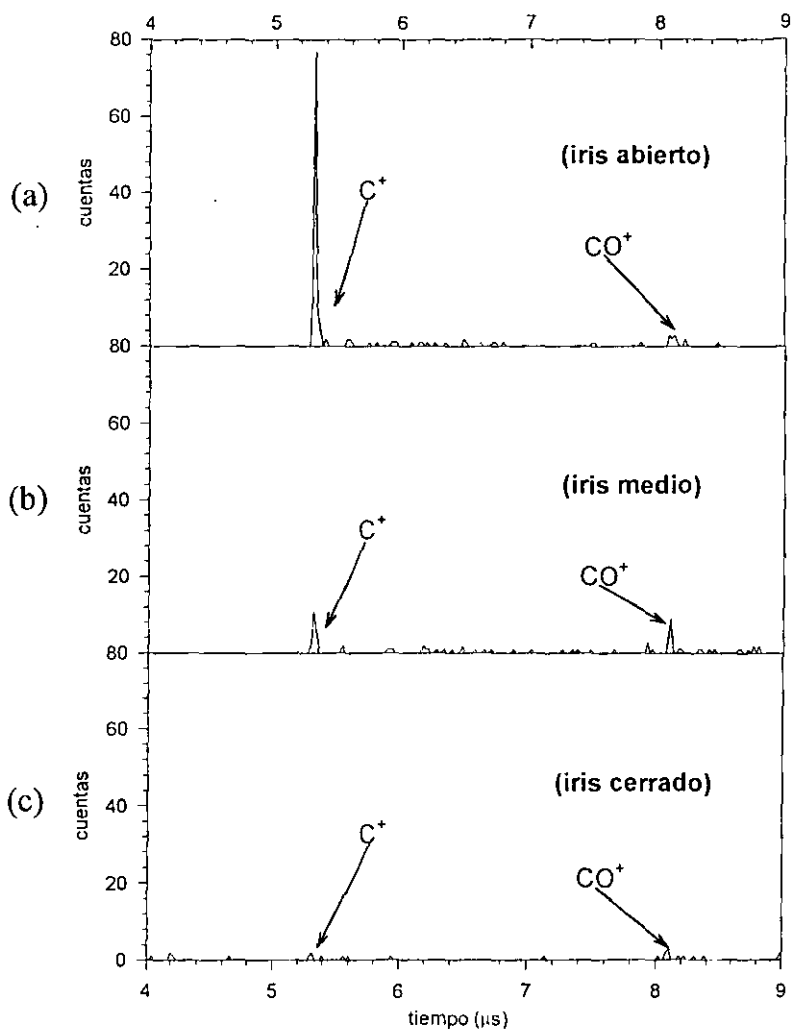 4 5 6 7 8 9
80
60
40
20
cuentas
(a)
(iris abierto)
C+
CO+
80
60
40
20
cuentas
(b)
(iris medio)
C+
CO+
80
60
40
20
0
cuentas
(c)
(iris cerrado)
C+
CO+
4 5 6 7 8 9
tiempo (μs)